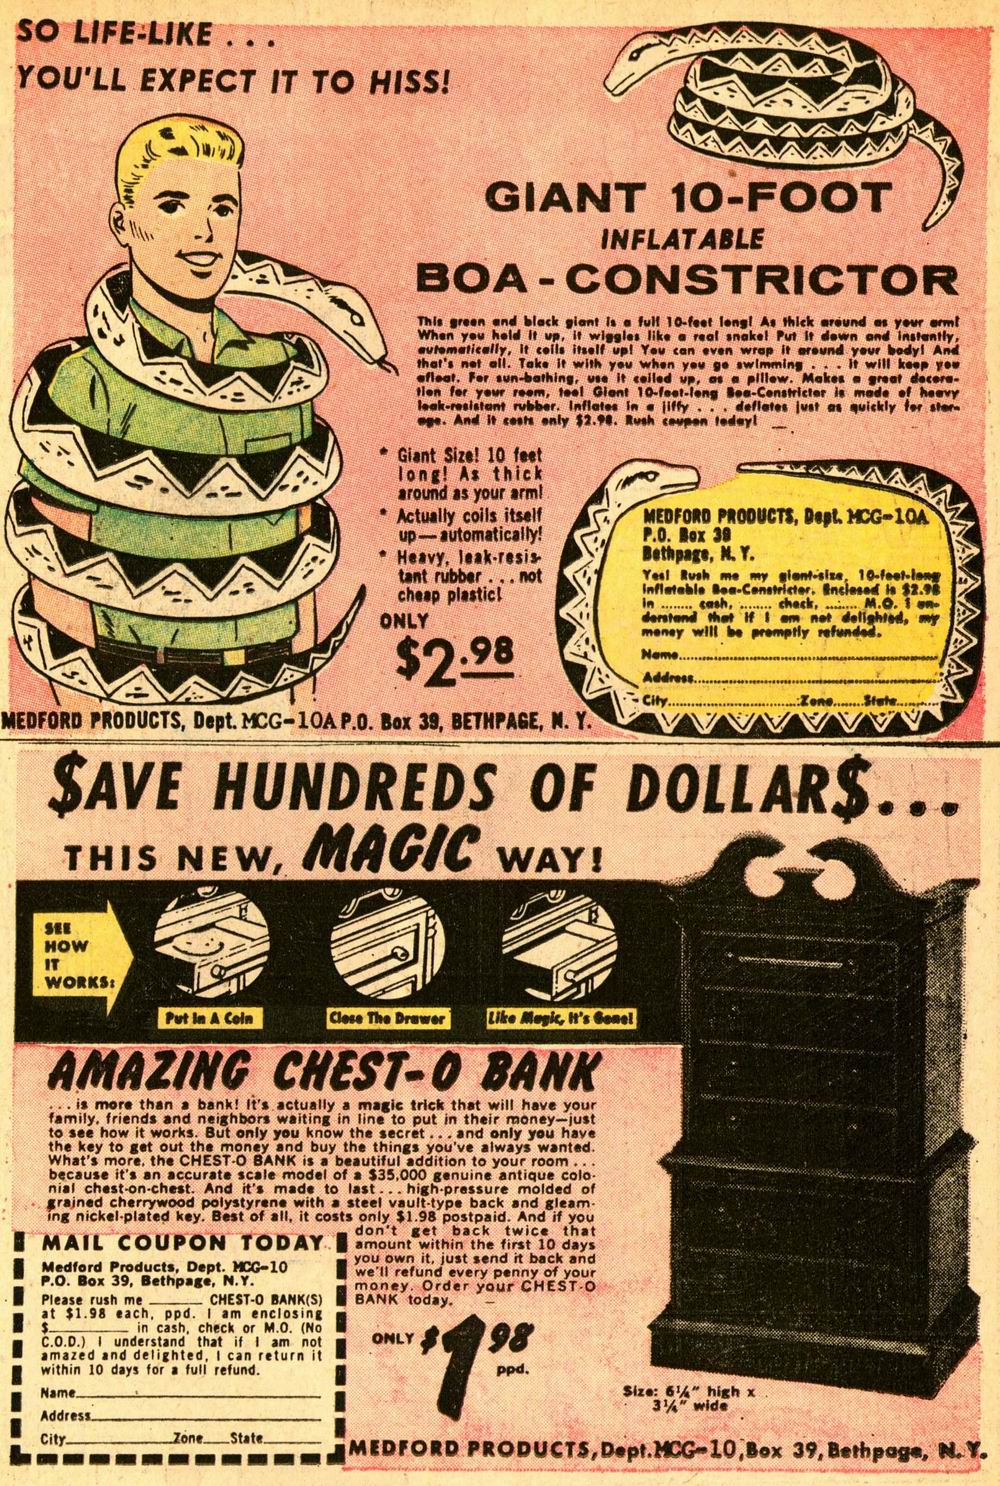 SO LIFE-LIKE . . .
YOU'LL EXPECT IT TO HISS!
GIANT 10-FOOT
INFLATABLE
BOA-CONSTRICTOR
This green and black giant is a full 10-feet long! As thick around as your arm!
When you hold it up, it wiggles like a real snake! Put it down and instantly,
automatically, it coils itself up! You can even wrap it around your body! And
that's not all. Take it with you when you go swimming . . . it will keep you
afloat. For sun-bathing, use it coiled up, as a pillow. Makes a great decora-
tion for your room, too! Giant 10-foot-long Boa-Constrictor is made of heavy
leak-resistant rubber. Inflates in a jiffy . . . deflates just as quickly for stor-
age. And it costs only $2.98. Rush coupon today!
* Giant Size! 10 feet
long! As thick
around as your arm!
* Actually coils itself
up—automatically!
* Heavy, leak-resis-
tant rubber . . . not
cheap plastic!
ONLY
$2.98
MEDFORD PRODUCTS, Dept. MCG-10A
P.O. Box 39
Bethpage, N. Y.
Yes! Rush me my giant-size, 10-foot-long
Inflatable Boa-Constrictor. Enclosed is $2.98
in ........ cash, ........ check, ........ M.O. I un-
derstand that if I am not delighted, my
money will be promptly refunded.
Name
Address
City Zone State
MEDFORD PRODUCTS, Dept. MCG-10A P.O. Box 39, BETHPAGE, N. Y.
$AVE HUNDREDS OF DOLLAR$...
THIS NEW, MAGIC WAY!
SEE
HOW
IT
WORKS:
Put In A Coin
Close The Drawer
Like Magic, It's Gone!
AMAZING CHEST-O BANK
. . . is more than a bank! It's actually a magic trick that will have your
family, friends and neighbors waiting in line to put in their money—just
to see how it works. But only you know the secret . . . and only you have
the key to get out the money and buy the things you've always wanted.
What's more, the CHEST-O BANK is a beautiful addition to your room . . .
because it's an accurate scale model of a $35,000 genuine antique colo-
nial chest-on-chest. And it's made to last . . . high-pressure molded of
grained cherrywood polystyrene with a steel vault-type back and gleam-
ing nickel-plated key. Best of all, it costs only $1.98 postpaid. And if you
don't get back twice that
amount within the first 10 days
you own it, just send it back and
we'll refund every penny of your
money. Order your CHEST-O
BANK today.
MAIL COUPON TODAY
Medford Products, Dept. MCG-10
P.O. Box 39, Bethpage, N.Y.
Please rush me ______ CHEST-O BANK(S)
at $1.98 each, ppd. I am enclosing
$_________ in cash, check or M.O. (No
C.O.D.) I understand that if I am not
amazed and delighted, I can return it
within 10 days for a full refund.
Name
Address
City Zone State
ONLY $1.98
ppd.
Size: 6¼" high x
3¼" wide
MEDFORD PRODUCTS, Dept. MCG-10, Box 39, Bethpage, N. Y.